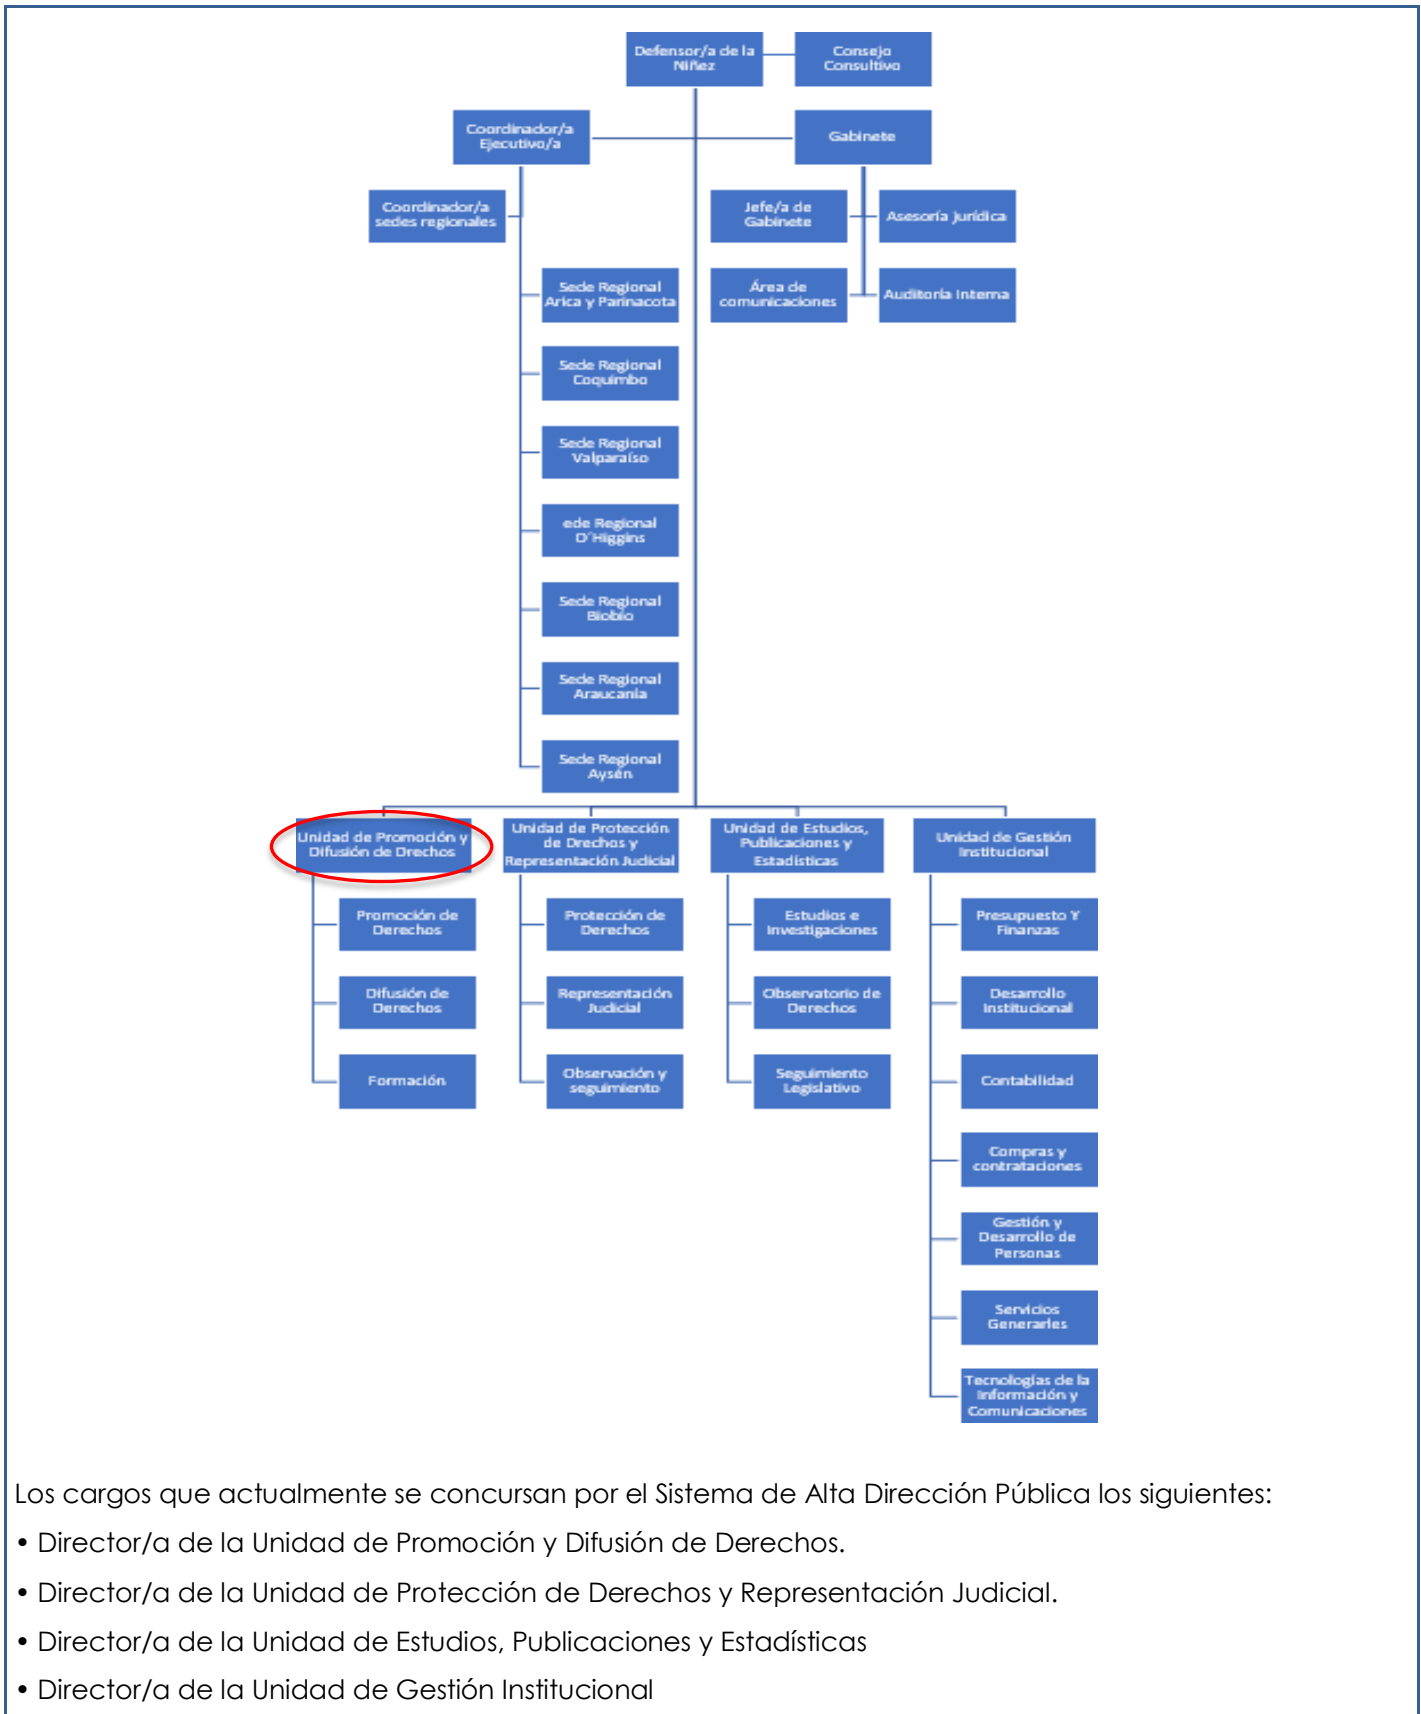 Defensor/a de la
Niñez
Consejo
Consultivo
Coordinador/a
Ejecutivo/a
Gabinete
Coordinador/a
sedes regionales
Jefe/a de
Gabinete
Asesoría jurídica
Sede Regional
Arica y Parinacota
Área de
comunicaciones
Auditoría Interna
Sede Regional
Coquimbo
Sede Regional
Valparaíso
ede Regional
O´Higgins
Sede Regional
Biobío
Sede Regional
Araucanía
Sede Regional
Aysén
Unidad de Promoción y
Difusión de Drechos
Unidad de Protección
de Drechos y
Representación Judicial
Unidad de Estudios,
Publicaciones y
Estadísticas
Unidad de Gestión
Institucional
Promoción de
Derechos
Protección de
Derechos
Estudios e
Investigaciones
Presupuesto Y
Finanzas
Difusión de
Derechos
Representación
Judicial
Observatorio de
Derechos
Desarrollo
Institucional
Formación
Observación y
seguimiento
Seguimiento
Legislativo
Contabilidad
Compras y
contrataciones
Gestión y
Desarrollo de
Personas
Servicios
Generarles
Tecnologías de la
Información y
Comunicaciones
Los cargos que actualmente se concursan por el Sistema de Alta Dirección Pública los siguientes:
• Director/a de la Unidad de Promoción y Difusión de Derechos.
• Director/a de la Unidad de Protección de Derechos y Representación Judicial.
• Director/a de la Unidad de Estudios, Publicaciones y Estadísticas
• Director/a de la Unidad de Gestión Institucional